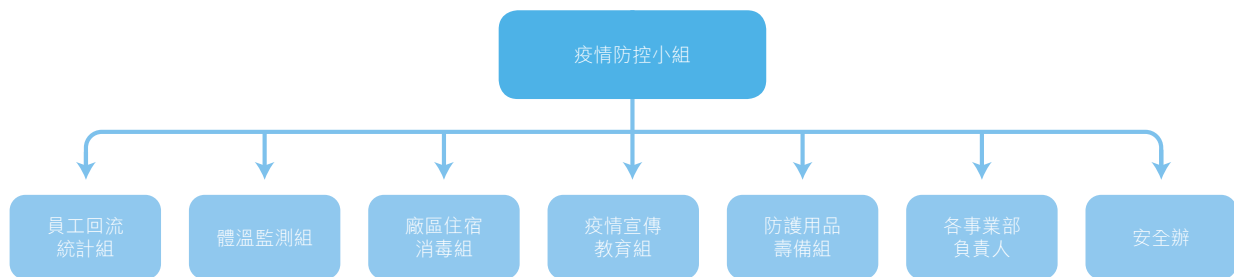 疫情防控小組
員工回流
統計組
體溫監測組
廠區住宿
消毒組
疫情宣傳
教育組
防護用品
壽備組
各事業部
負責人
安全辦